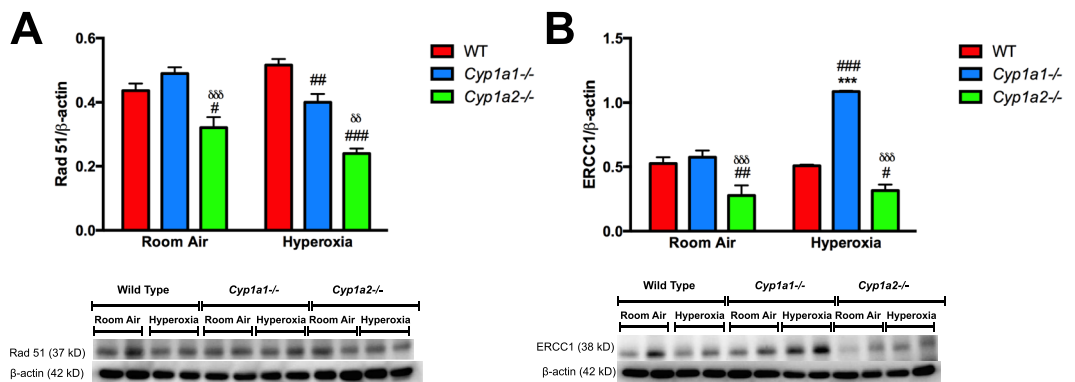 A
B
0.6
0.4
0.2
0.0
Rad 51/β-actin
δδδ
#
##
δδ
###
Room Air
Hyperoxia
WT
Cyp1a1-/-
Cyp1a2-/-
1.5
1.0
0.5
0.0
ERCC1/β-actin
δδδ
##
###
***
δδδ
#
Room Air
Hyperoxia
WT
Cyp1a1-/-
Cyp1a2-/-
Wild Type Cyp1a1-/- Cyp1a2-/-
Room Air Hyperoxia Room Air Hyperoxia Room Air Hyperoxia
Rad 51 (37 kD)
β-actin (42 kD)
Wild Type Cyp1a1-/- Cyp1a2-/-
Room Air Hyperoxia Room Air Hyperoxia Room Air Hyperoxia
ERCC1 (38 kD)
β-actin (42 kD)